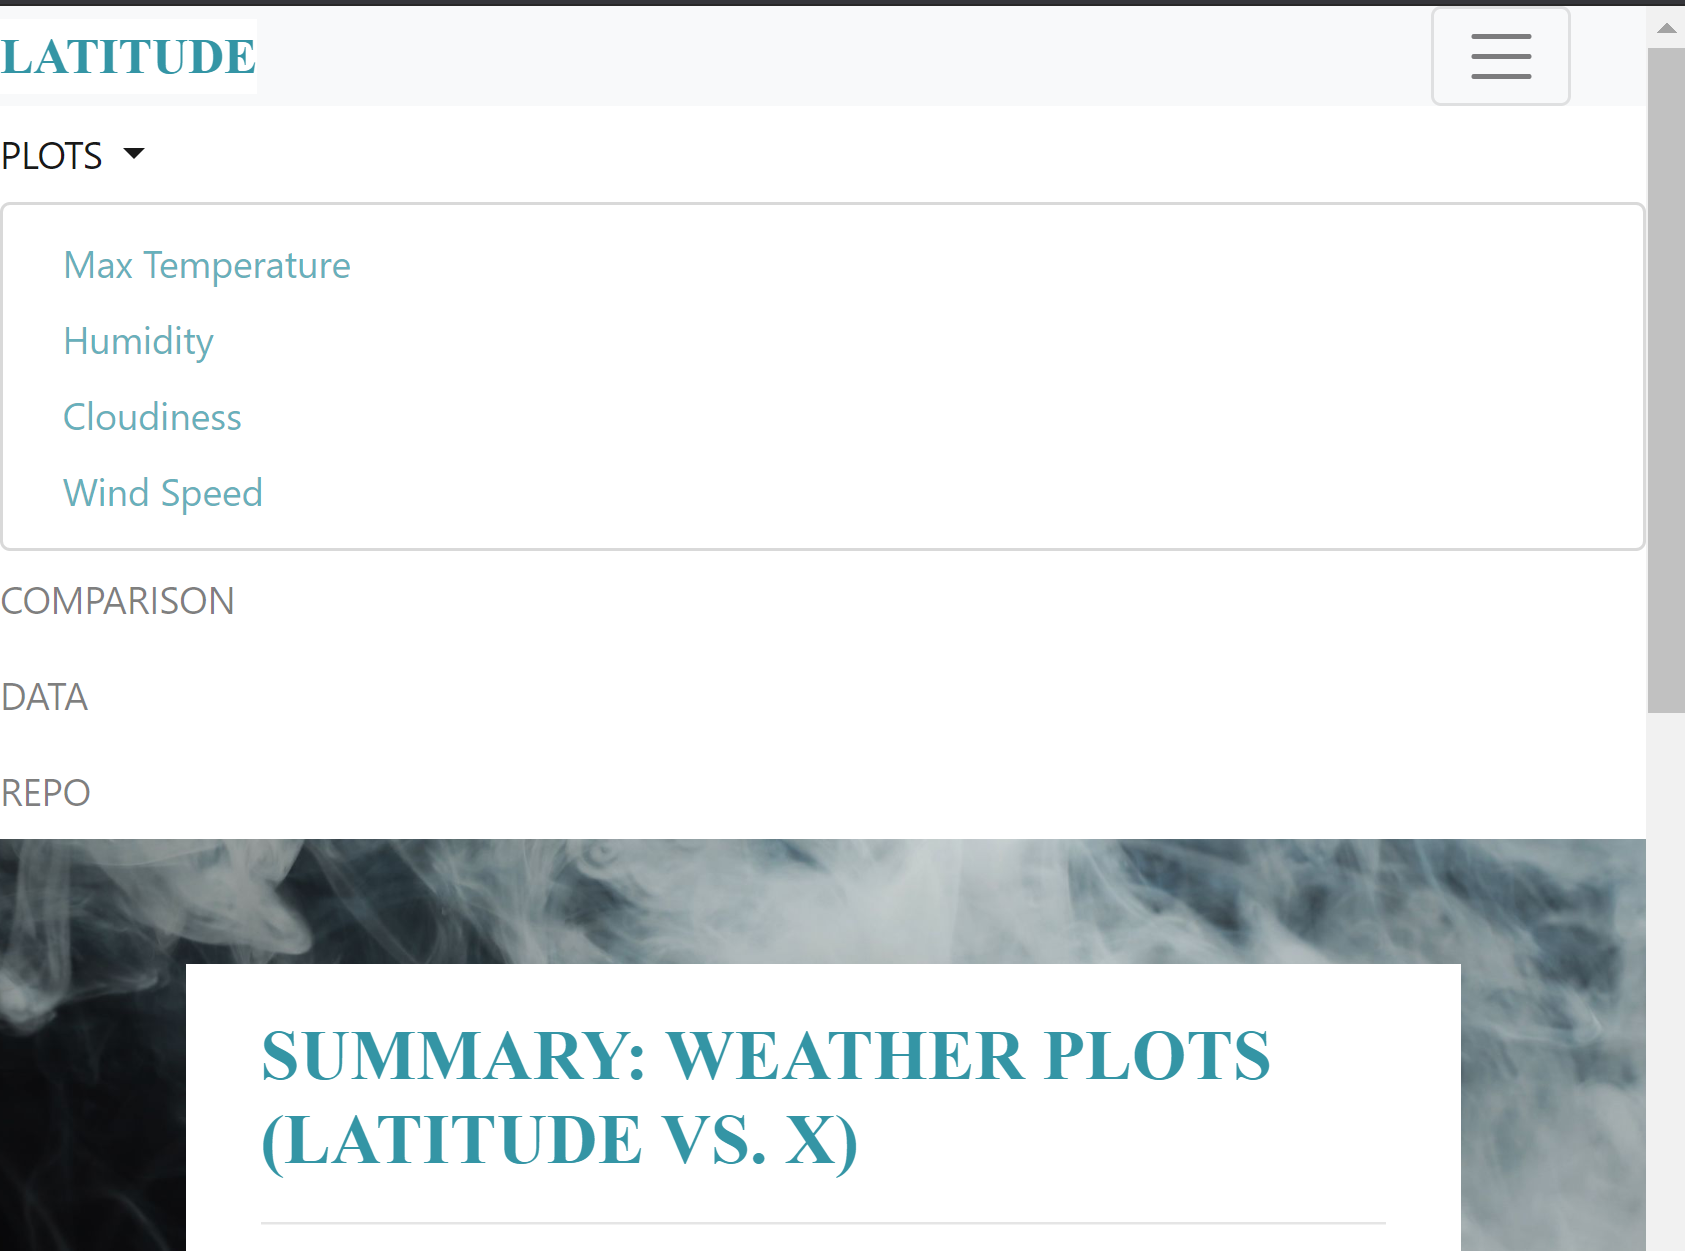 LATITUDE
PLOTS
Max Temperature
Humidity
Cloudiness
Wind Speed
COMPARISON
DATA
REPO
SUMMARY: WEATHER PLOTS
(LATITUDE VS. X)